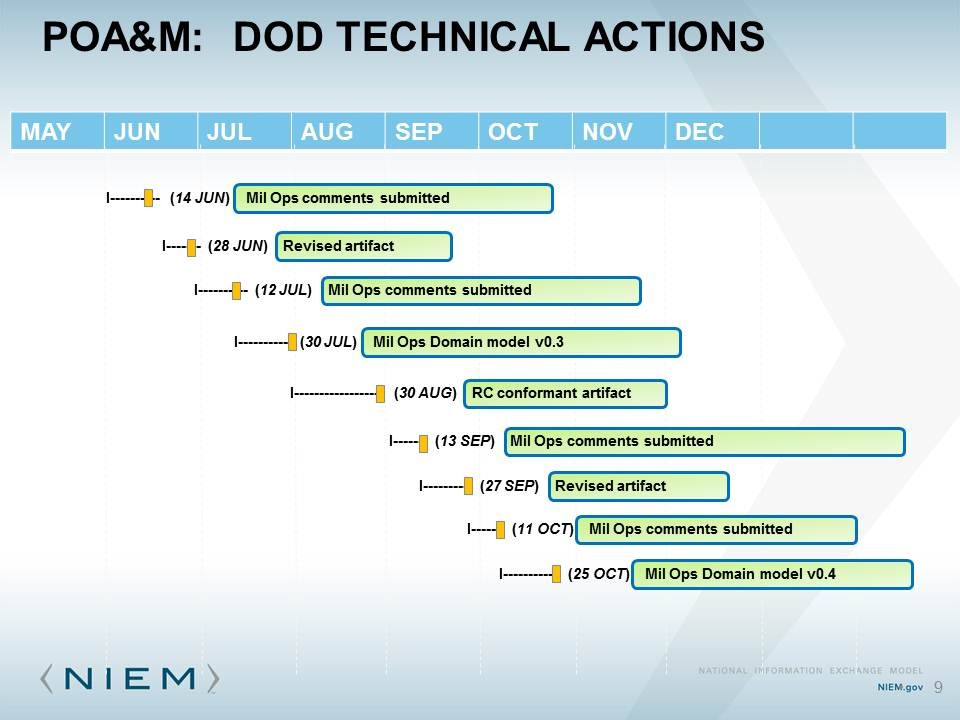 POA&M: DOD TECHNICAL ACTIONS
MAY JUN JUL AUG SEP OCT NOV DEC
(14 JUN) Mil Ops comments submitted
(28 JUN) Revised artifact
(12 JUL) Mil Ops comments submitted
(30 JUL) Mil Ops Domain model v0.3
(30 AUG) RC conformant artifact
(13 SEP) Mil Ops comments submitted
(27 SEP) Revised artifact
(11 OCT) Mil Ops comments submitted
(25 OCT) Mil Ops Domain model v0.4
NIEM
NATIONAL INFORMATION EXCHANGE MODEL
NIEM.gov 9